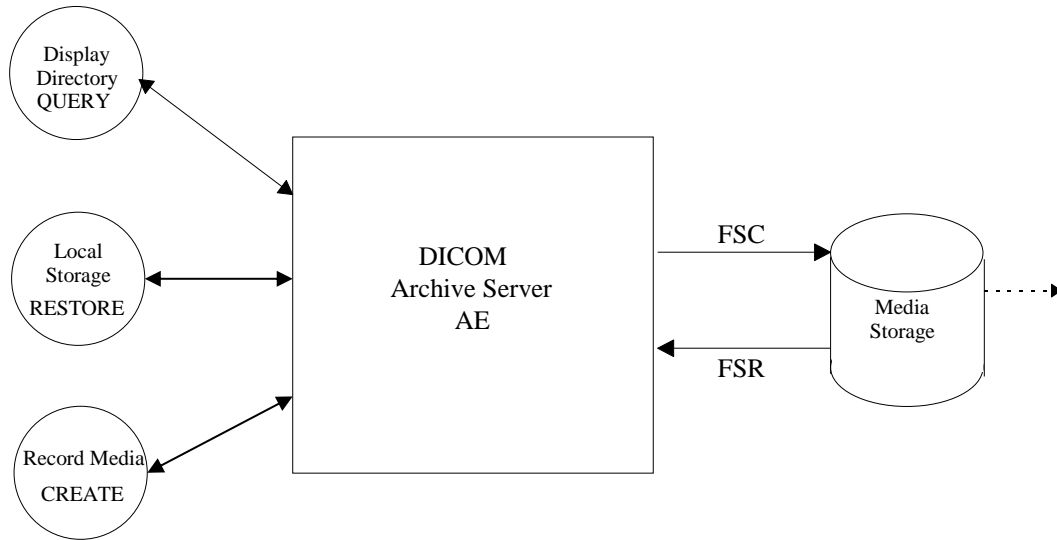 Display
Directory
QUERY
Local
Storage
RESTORE
Record Media
CREATE
DICOM
Archive Server
AE
FSC
FSR
Media
Storage